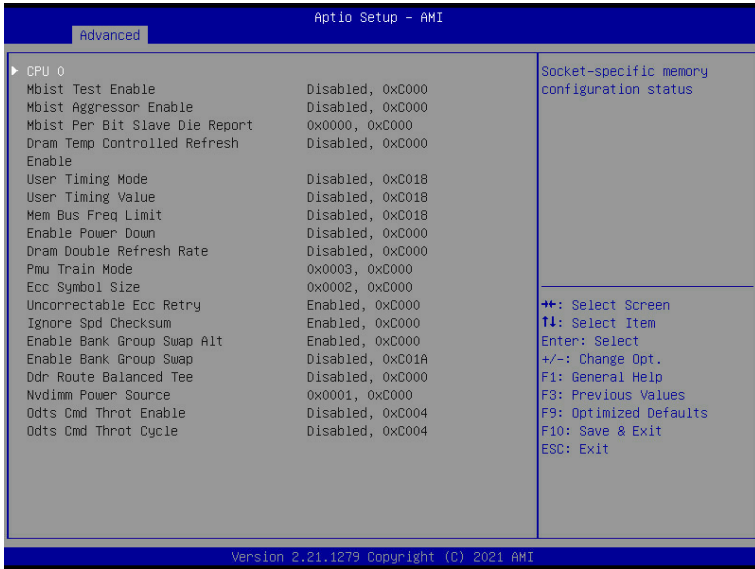 Aptio Setup – AMI
Advanced
▶ CPU 0
Mbist Test Enable Disabled, 0xC000
Mbist Aggressor Enable Disabled, 0xC000
Mbist Per Bit Slave Die Report 0x0000, 0xC000
Dram Temp Controlled Refresh Disabled, 0xC000
Enable
User Timing Mode Disabled, 0xC018
User Timing Value Disabled, 0xC018
Mem Bus Freq Limit Disabled, 0xC018
Enable Power Down Disabled, 0xC000
Dram Double Refresh Rate Disabled, 0xC000
Pmu Train Mode 0x0003, 0xC000
Ecc Symbol Size 0x0002, 0xC000
Uncorrectable Ecc Retry Enabled, 0xC000
Ignore Spd Checksum Enabled, 0xC000
Enable Bank Group Swap Alt Enabled, 0xC000
Enable Bank Group Swap Disabled, 0xC01A
Ddr Route Balanced Tee Disabled, 0xC000
Nvdimm Power Source 0x0001, 0xC000
Odts Cmd Throt Enable Disabled, 0xC004
Odts Cmd Throt Cycle Disabled, 0xC004
Socket-specific memory
configuration status
→←: Select Screen
↑↓: Select Item
Enter: Select
+/-: Change Opt.
F1: General Help
F3: Previous Values
F9: Optimized Defaults
F10: Save & Exit
ESC: Exit
Version 2.21.1279 Copyright (C) 2021 AMI